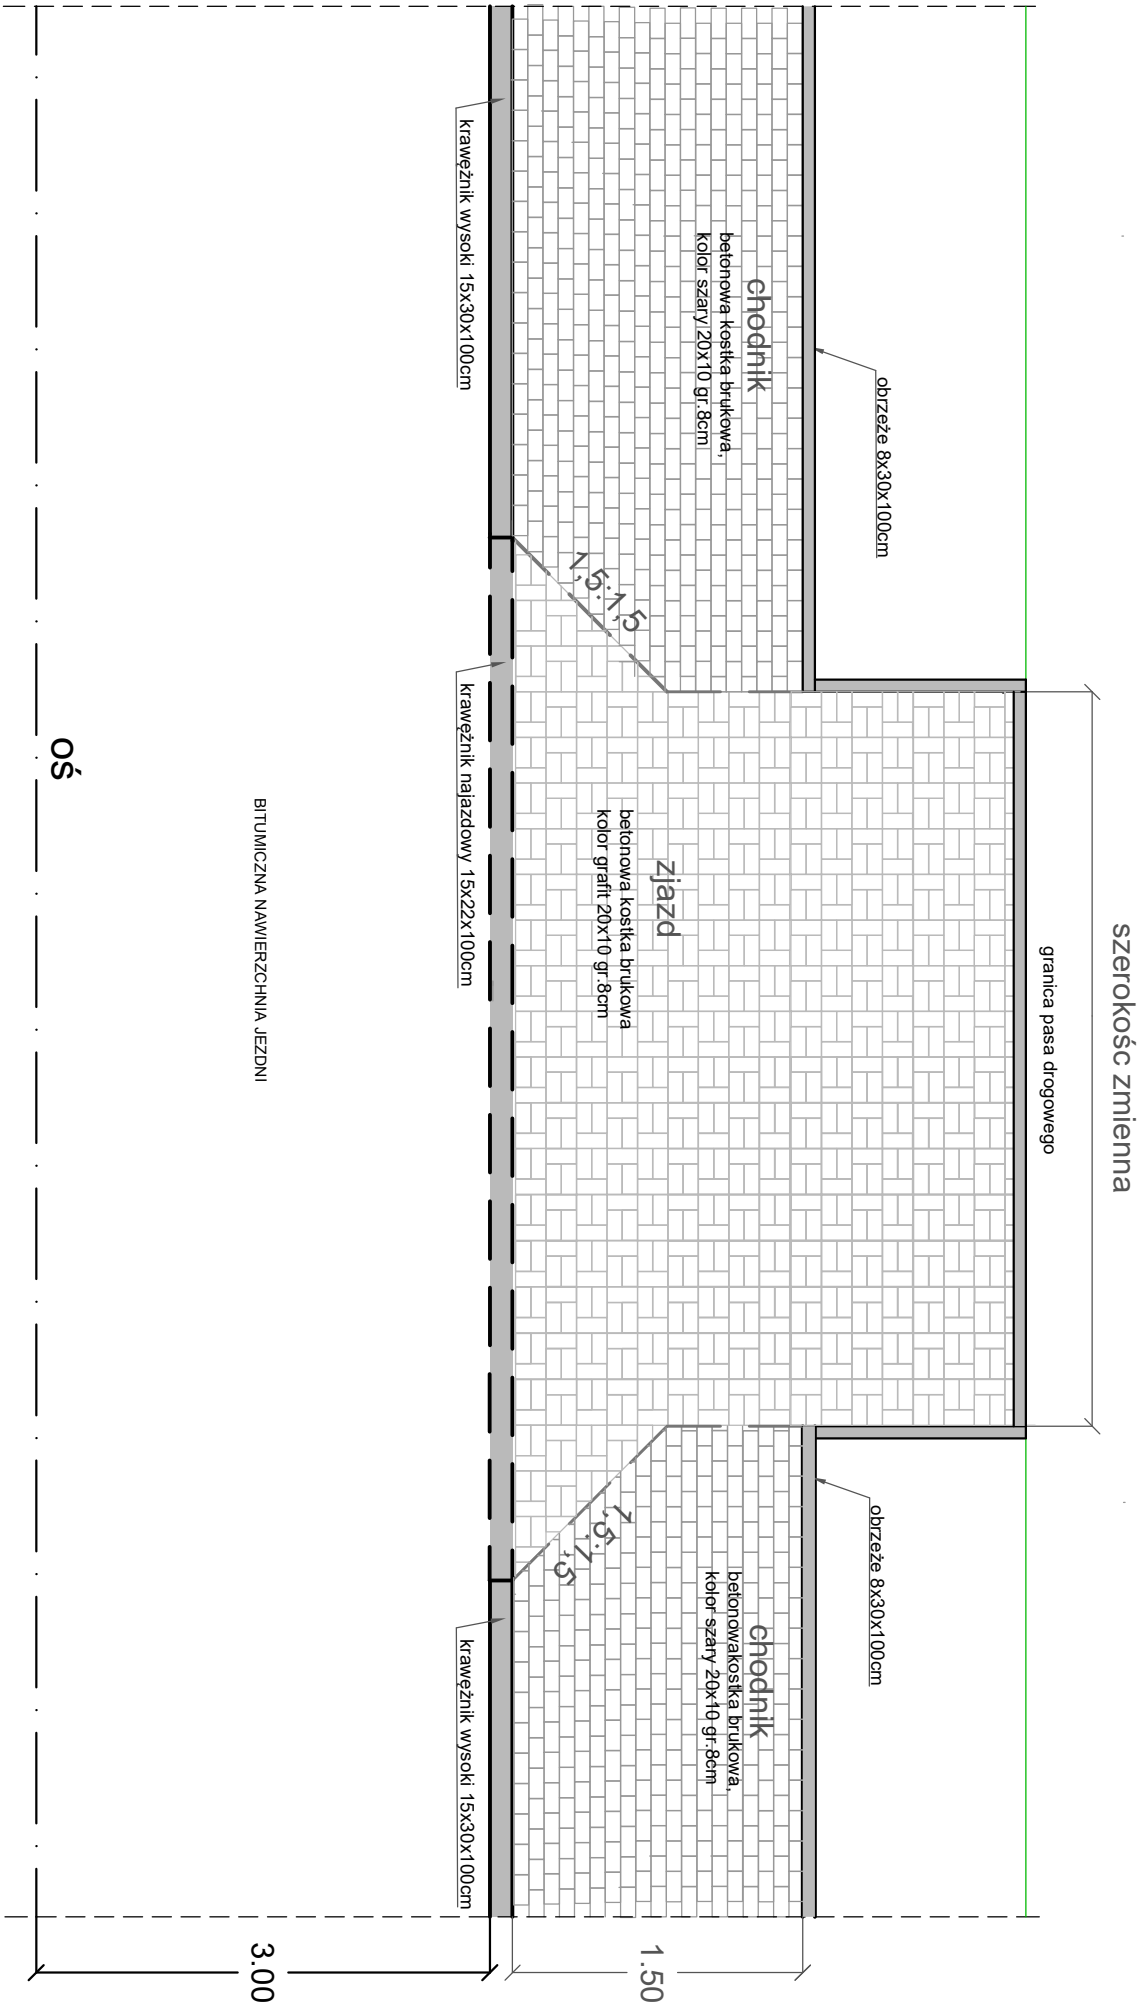 szerokośc zmienna
granica pasa drogowego
obrzeże 8x30x100cm
obrzeże 8x30x100cm
chodnik
betonowa kostka brukowa,
kolor szary 20x10 gr.8cm
chodnik
betonowakostka brukowa,
kolor szary 20x10 gr.8cm
1,5:1,5
zjazd
betonowa kostka brukowa
kolor grafit 20x10 gr.8cm
1,5:1,5
1.50
krawężnik wysoki 15x30x100cm
krawężnik najazdowy 15x22x100cm
krawężnik wysoki 15x30x100cm
BITUMICZNA NAWIERZCHNIA JEZDNI
3.00
oś